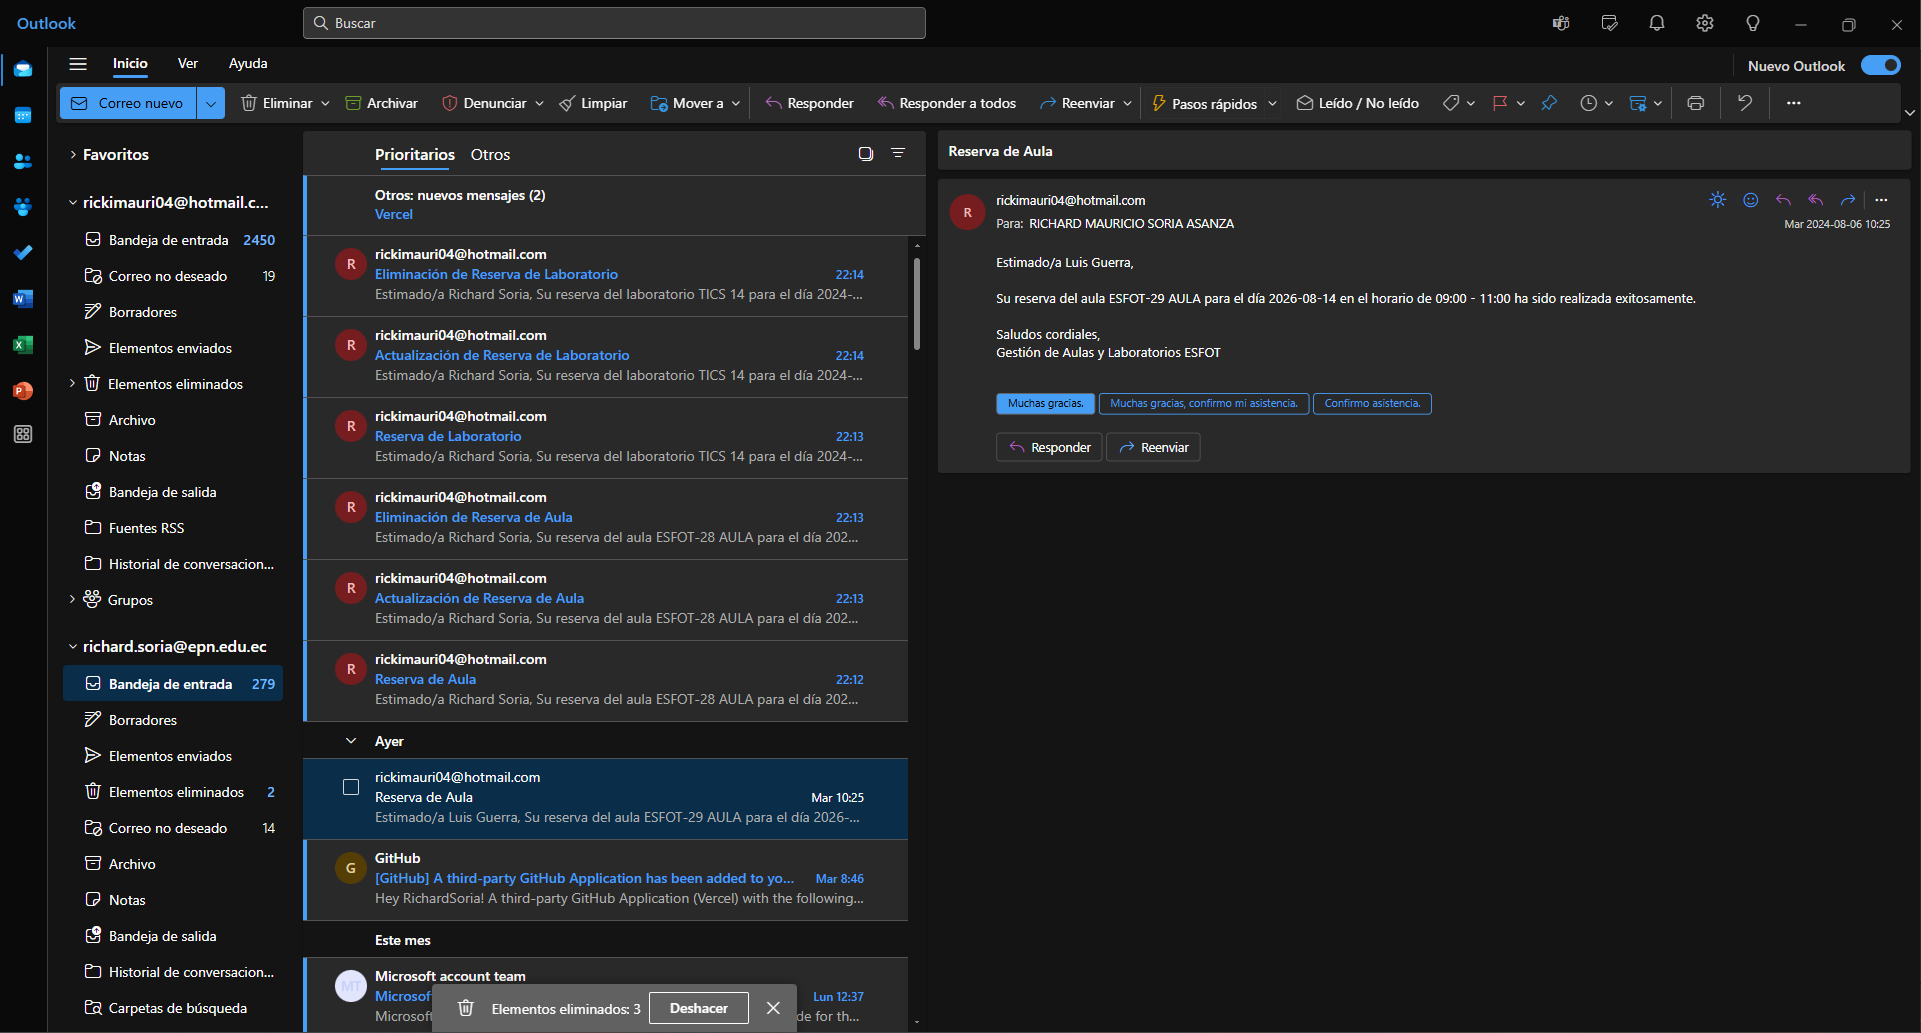 Outlook
Buscar
Inicio
Ver
Ayuda
Nuevo Outlook
Correo nuevo
Eliminar
Archivar
Denunciar
Limpiar
Mover a
Responder
Responder a todos
Reenviar
Pasos rápidos
Leído / No leído
Favoritos
rickimauri04@hotmail.c...
Bandeja de entrada 2450
Correo no deseado 19
Borradores
Elementos enviados
Elementos eliminados
Archivo
Notas
Bandeja de salida
Fuentes RSS
Historial de conversacion...
Grupos
richard.soria@epn.edu.ec
Bandeja de entrada 279
Borradores
Elementos enviados
Elementos eliminados 2
Correo no deseado 14
Archivo
Notas
Bandeja de salida
Historial de conversacion...
Carpetas de búsqueda
Prioritarios Otros
Otros: nuevos mensajes (2)
Vercel
R
rickimauri04@hotmail.com
Eliminación de Reserva de Laboratorio 22:14
Estimado/a Richard Soria, Su reserva del laboratorio TICS 14 para el día 2024-...
R
rickimauri04@hotmail.com
Actualización de Reserva de Laboratorio 22:14
Estimado/a Richard Soria, Su reserva del laboratorio TICS 14 para el día 2024-...
R
rickimauri04@hotmail.com
Reserva de Laboratorio 22:13
Estimado/a Richard Soria, Su reserva del laboratorio TICS 14 para el día 2024-...
R
rickimauri04@hotmail.com
Eliminación de Reserva de Aula 22:13
Estimado/a Richard Soria, Su reserva del aula ESFOT-28 AULA para el día 202...
R
rickimauri04@hotmail.com
Actualización de Reserva de Aula 22:13
Estimado/a Richard Soria, Su reserva del aula ESFOT-28 AULA para el día 202...
R
rickimauri04@hotmail.com
Reserva de Aula 22:12
Estimado/a Richard Soria, Su reserva del aula ESFOT-28 AULA para el día 202...
Ayer
rickimauri04@hotmail.com
Reserva de Aula Mar 10:25
Estimado/a Luis Guerra, Su reserva del aula ESFOT-29 AULA para el día 2026-...
G
GitHub
[GitHub] A third-party GitHub Application has been added to yo... Mar 8:46
Hey RichardSoria! A third-party GitHub Application (Vercel) with the following...
Este mes
MT
Microsoft account team
Microsof Lun 12:37
Microsoft de for th...
Elementos eliminados: 3 Deshacer
Reserva de Aula
R
rickimauri04@hotmail.com
Para: RICHARD MAURICIO SORIA ASANZA
Mar 2024-08-06 10:25
Estimado/a Luis Guerra,
Su reserva del aula ESFOT-29 AULA para el día 2026-08-14 en el horario de 09:00 - 11:00 ha sido realizada exitosamente.
Saludos cordiales,
Gestión de Aulas y Laboratorios ESFOT
Muchas gracias.
Muchas gracias, confirmo mi asistencia.
Confirmo asistencia.
Responder
Reenviar